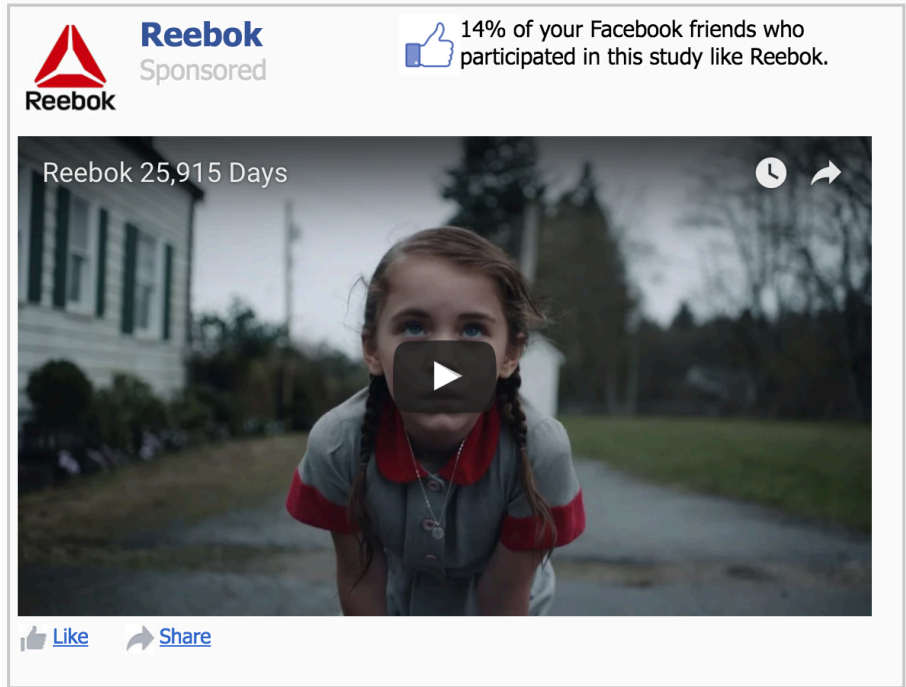 Reebok
Sponsored
Reebok
14% of your Facebook friends who
participated in this study like Reebok.
Reebok 25,915 Days
Like
Share